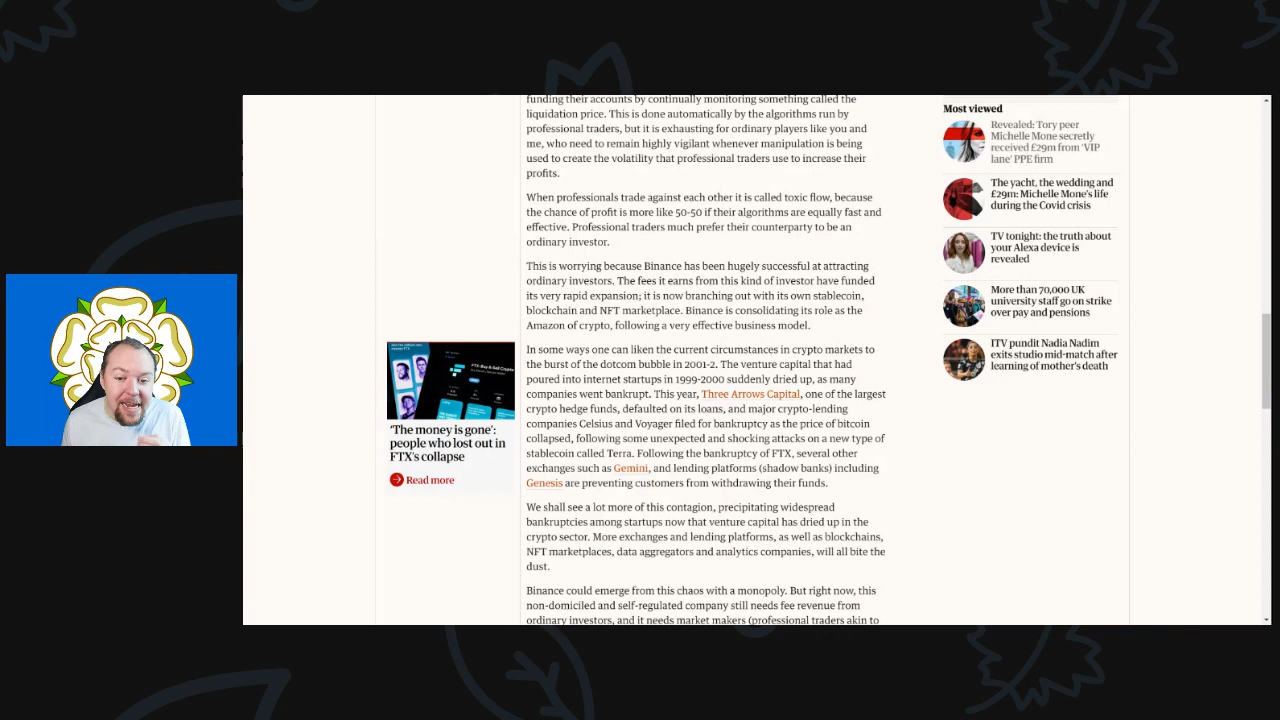 funding their accounts by continually monitoring something called the
liquidation price. This is done automatically by the algorithms run by
professional traders, but it is exhausting for ordinary players like you and
me, who need to remain highly vigilant whenever manipulation is being
used to create the volatility that professional traders use to increase their
profits.
When professionals trade against each other it is called toxic flow, because
the chance of profit is more like 50-50 if their algorithms are equally fast and
effective. Professional traders much prefer their counterparty to be an
ordinary investor.
This is worrying because Binance has been hugely successful at attracting
ordinary investors. The fees it earns from this kind of investor have funded
its very rapid expansion; it is now branching out with its own stablecoin,
blockchain and NFT marketplace. Binance is consolidating its role as the
Amazon of crypto, following a very effective business model.
In some ways one can liken the current circumstances in crypto markets to
the burst of the dotcom bubble in 2001-2. The venture capital that had
poured into internet startups in 1999-2000 suddenly dried up, as many
companies went bankrupt. This year, Three Arrows Capital, one of the largest
crypto hedge funds, defaulted on its loans, and major crypto-lending
companies Celsius and Voyager filed for bankruptcy as the price of bitcoin
collapsed, following some unexpected and shocking attacks on a new type of
stablecoin called Terra. Following the bankruptcy of FTX, several other
exchanges such as Gemini, and lending platforms (shadow banks) including
Genesis are preventing customers from withdrawing their funds.
We shall see a lot more of this contagion, precipitating widespread
bankruptcies among startups now that venture capital has dried up in the
crypto sector. More exchanges and lending platforms, as well as blockchains,
NFT marketplaces, data aggregators and analytics companies, will all bite the
dust.
Binance could emerge from this chaos with a monopoly. But right now, this
non-domiciled and self-regulated company still needs fee revenue from
ordinary investors, and it needs market makers (professional traders akin to
'The money is gone':
people who lost out in
FTX's collapse
Read more
Most viewed
Revealed: Tory peer
Michelle Mone secretly
received £29m from 'VIP
lane' PPE firm
The yacht, the wedding and
£29m: Michelle Mone's life
during the Covid crisis
TV tonight: the truth about
your Alexa device is
revealed
More than 70,000 UK
university staff go on strike
over pay and pensions
ITV pundit Nadia Nadim
exits studio mid-match after
learning of mother's death